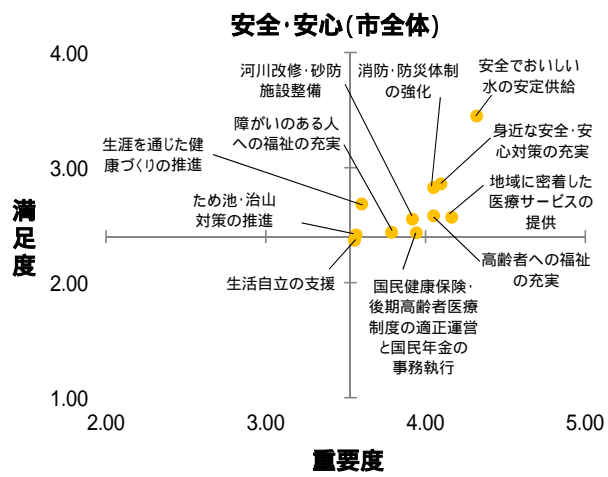 安全・安心(市全体)
4.00
3.00
2.00
1.00
2.00
3.00
4.00
5.00
満足度
重要度
河川改修・砂防
施設整備
消防・防災体制
の強化
安全でおいしい
水の安定供給
障がいのある人
への福祉の充実
身近な安全・安
心対策の充実
生涯を通じた健
康づくりの推進
地域に密着した
医療サービスの
提供
ため池・治山
対策の推進
高齢者への福祉
の充実
生活自立の支援
国民健康保険・
後期高齢者医療
制度の適正運営
と国民年金の
事務執行